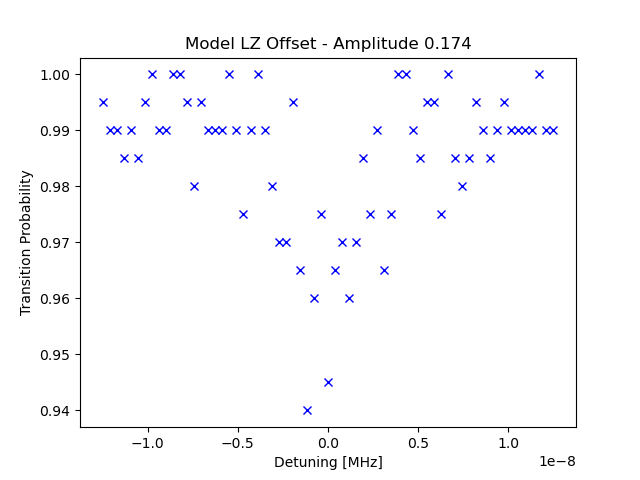 Model LZ Offset - Amplitude 0.174
1.00
0.99
0.98
0.97
0.96
0.95
0.94
Transition Probability
−1.0 −0.5 0.0 0.5 1.0
1e−8
Detuning [MHz]